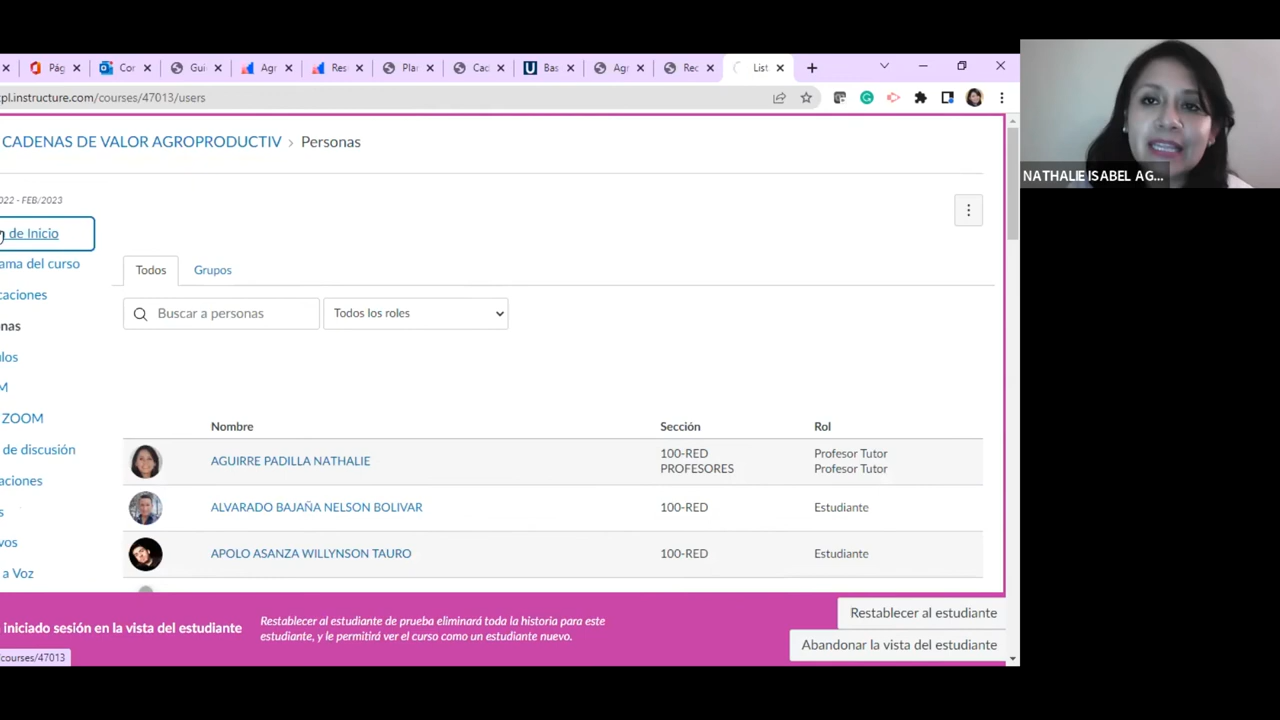 Pág
Cor
Gui
Agr
Res
Plar
Cad
Bas
Agr
Rec
List
pl.instructure.com/courses/47013/users
NATHALIE ISABEL AG...
CADENAS DE VALOR AGROPRODUCTIV > Personas
022 - FEB/2023
de Inicio
ama del curso
caciones
nas
ulos
M
ZOOM
de discusión
aciones
s
vos
a Voz
Todos Grupos
Buscar a personas Todos los roles
Nombre Sección Rol
AGUIRRE PADILLA NATHALIE 100-RED Profesor Tutor
PROFESORES Profesor Tutor
ALVARADO BAJAÑA NELSON BOLIVAR 100-RED Estudiante
APOLO ASANZA WILLYNSON TAURO 100-RED Estudiante
iniciado sesión en la vista del estudiante
Restablecer al estudiante de prueba eliminará toda la historia para este
estudiante, y le permitirá ver el curso como un estudiante nuevo.
Restablecer al estudiante
Abandonar la vista del estudiante
/courses/47013